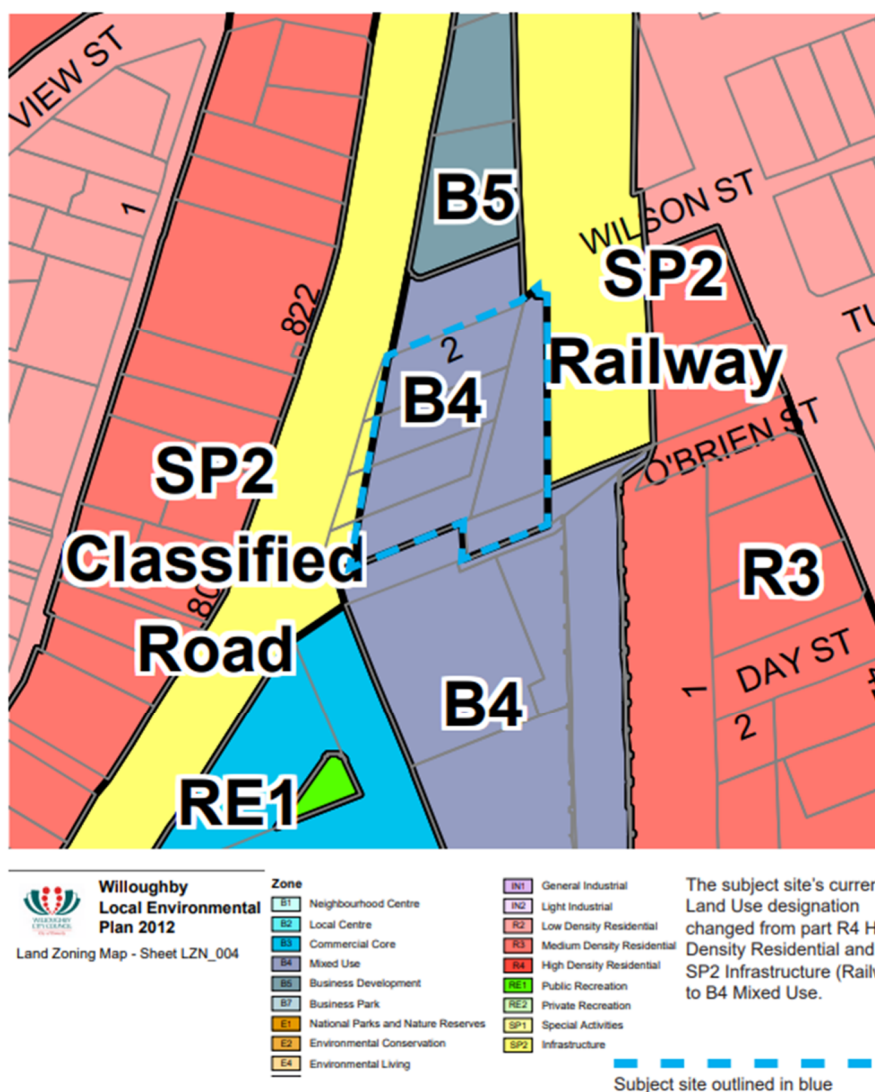 VIEW ST
1
B5
WILSON ST
SP2
822
2
Railway
TU
B4
O'BRIEN ST
SP2
Classified
R3
80
Road
DAY ST
1
B4
2
RE1
Willoughby
Local Environmental
Plan 2012
WILLOUGHBY
CITY COUNCIL
Land Zoning Map - Sheet LZN_004
Zone
B1 Neighbourhood Centre
B2 Local Centre
B3 Commercial Core
B4 Mixed Use
B5 Business Development
B7 Business Park
E1 National Parks and Nature Reserves
E2 Environmental Conservation
E4 Environmental Living
IN1 General Industrial
IN2 Light Industrial
R2 Low Density Residential
R3 Medium Density Residential
R4 High Density Residential
RE1 Public Recreation
RE2 Private Recreation
SP1 Special Activities
SP2 Infrastructure
The subject site's curren
Land Use designation
changed from part R4 H
Density Residential and
SP2 Infrastructure (Railw
to B4 Mixed Use.
Subject site outlined in blue